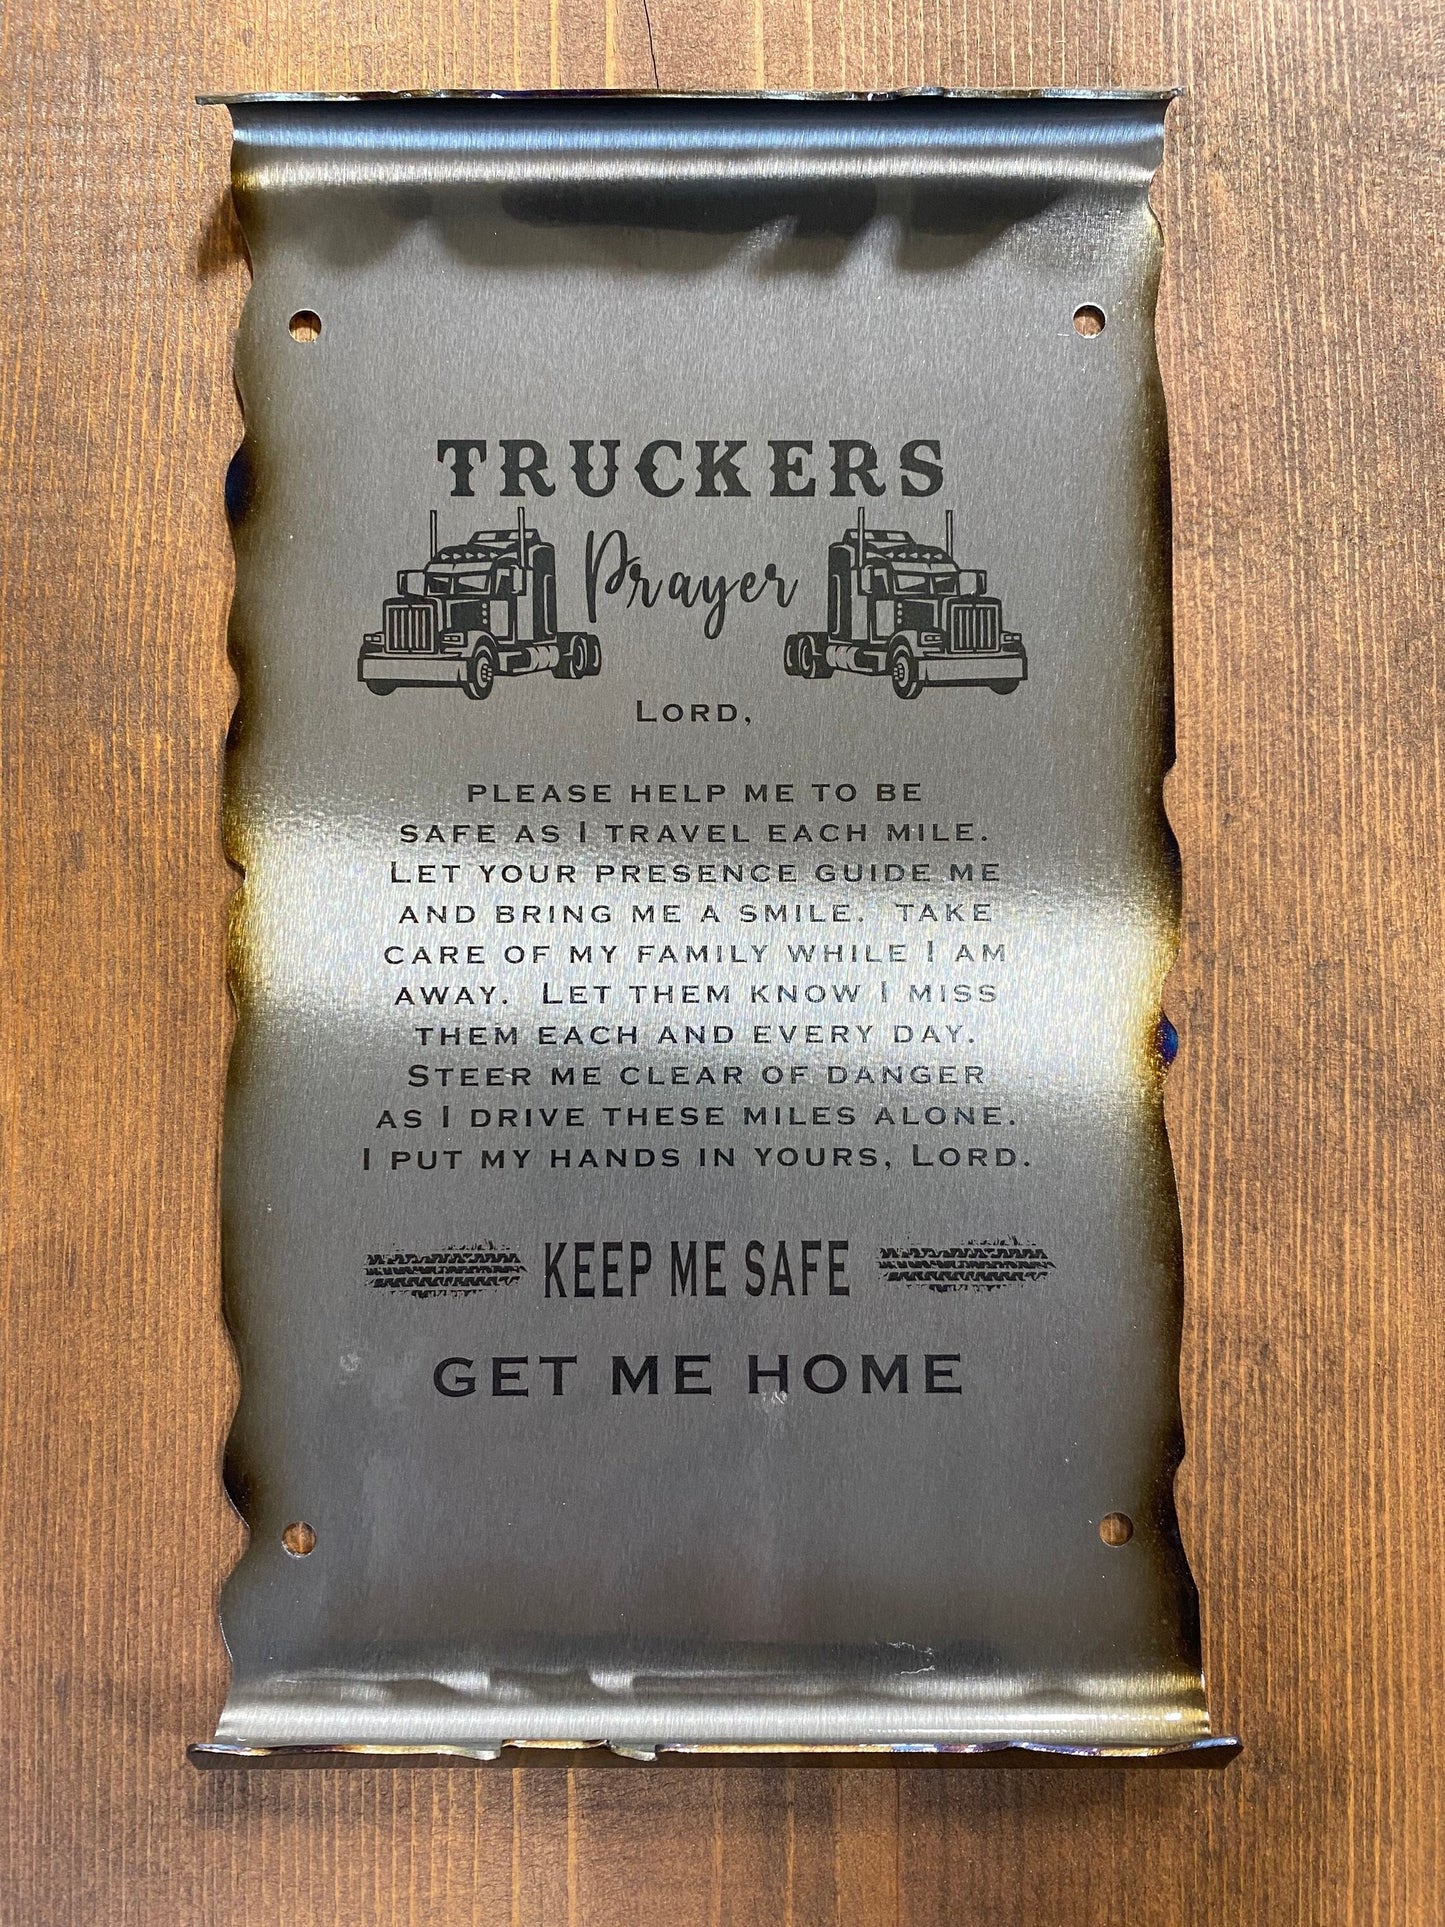 TRUCKERS
Prayer
LORD,
PLEASE HELP ME TO BE
SAFE AS I TRAVEL EACH MILE.
LET YOUR PRESENCE GUIDE ME
AND BRING ME A SMILE. TAKE
CARE OF MY FAMILY WHILE I AM
AWAY. LET THEM KNOW I MISS
THEM EACH AND EVERY DAY.
STEER ME CLEAR OF DANGER
AS I DRIVE THESE MILES ALONE.
I PUT MY HANDS IN YOURS, LORD.
KEEP ME SAFE
GET ME HOME